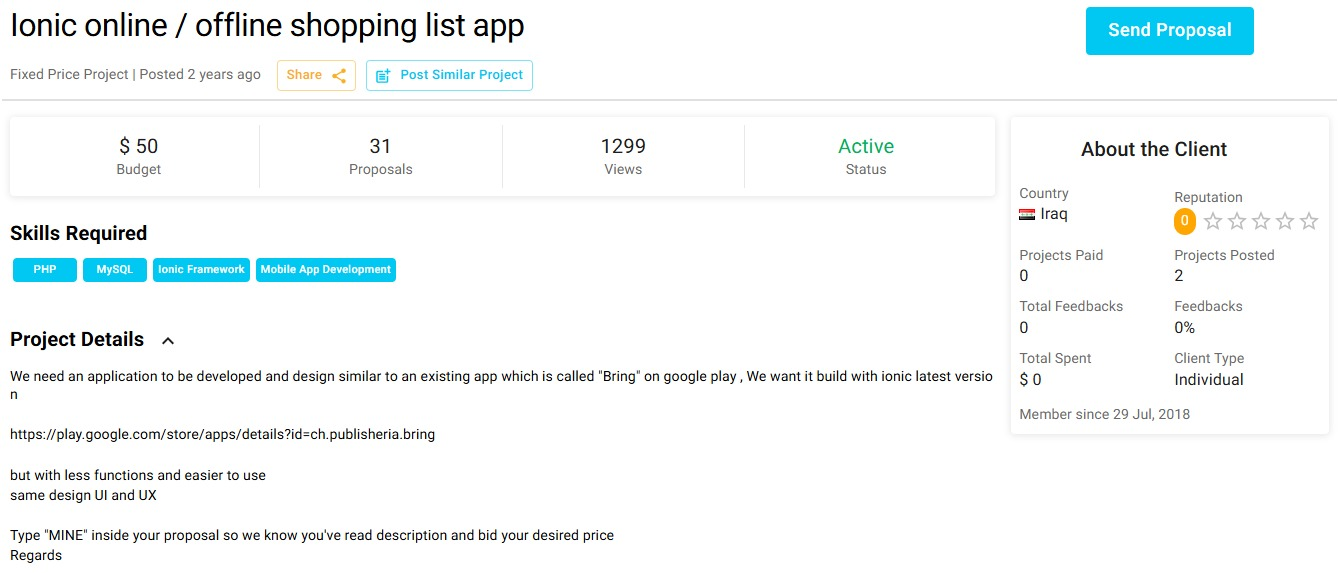 Ionic online / offline shopping list app
Send Proposal
Fixed Price Project | Posted 2 years ago
Share
Post Similar Project
$ 50
Budget
31
Proposals
1299
Views
Active
Status
Skills Required
PHP
MySQL
Ionic Framework
Mobile App Development
Project Details
We need an application to be developed and design similar to an existing app which is called "Bring" on google play , We want it build with ionic latest versio
n
https://play.google.com/store/apps/details?id=ch.publisheria.bring
but with less functions and easier to use
same design UI and UX
Type "MINE" inside your proposal so we know you've read description and bid your desired price
Regards
About the Client
Country
Iraq
Reputation
0
Projects Paid
0
Projects Posted
2
Total Feedbacks
0
Feedbacks
0%
Total Spent
$ 0
Client Type
Individual
Member since 29 Jul, 2018